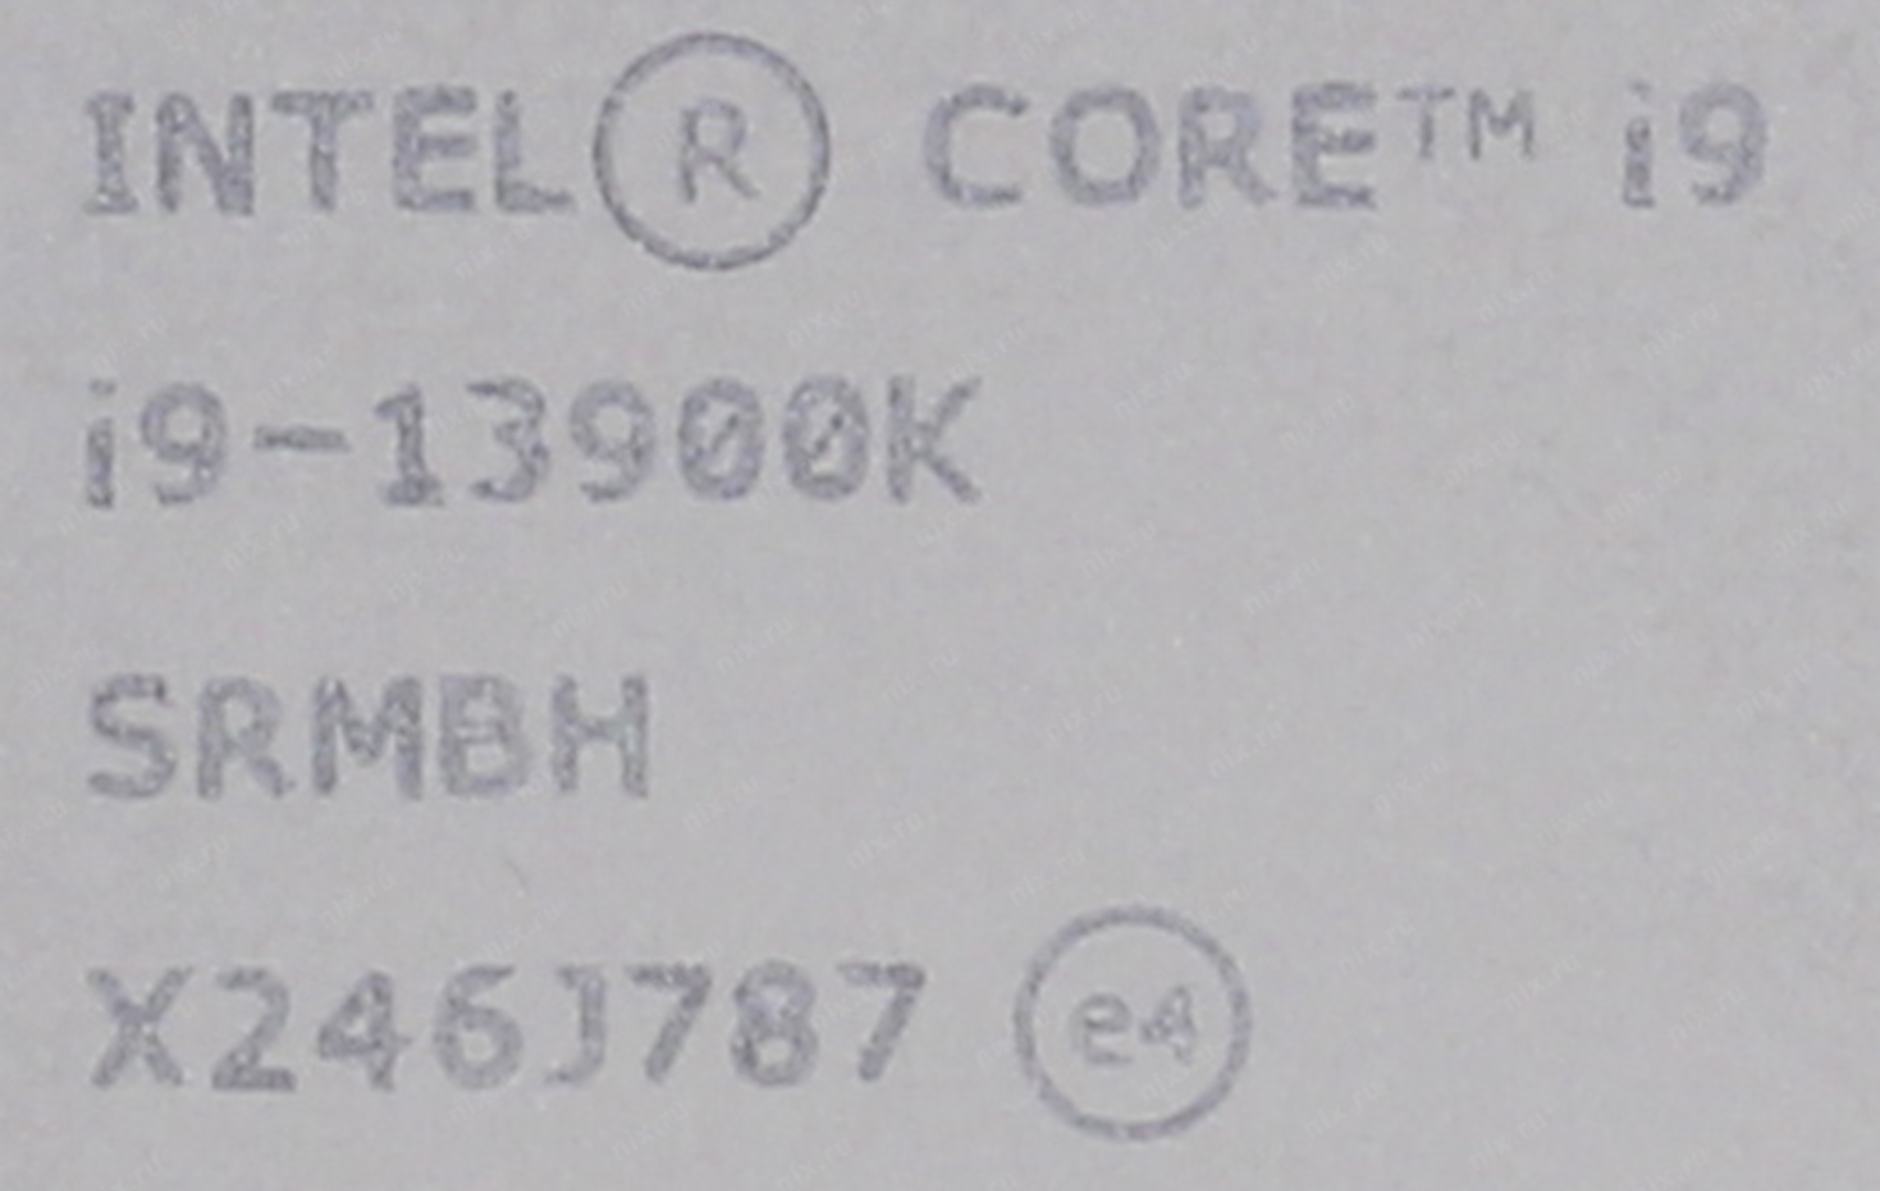 INTEL® CORE™ i9
i9-13900K
SRMBH
X246J787 e4